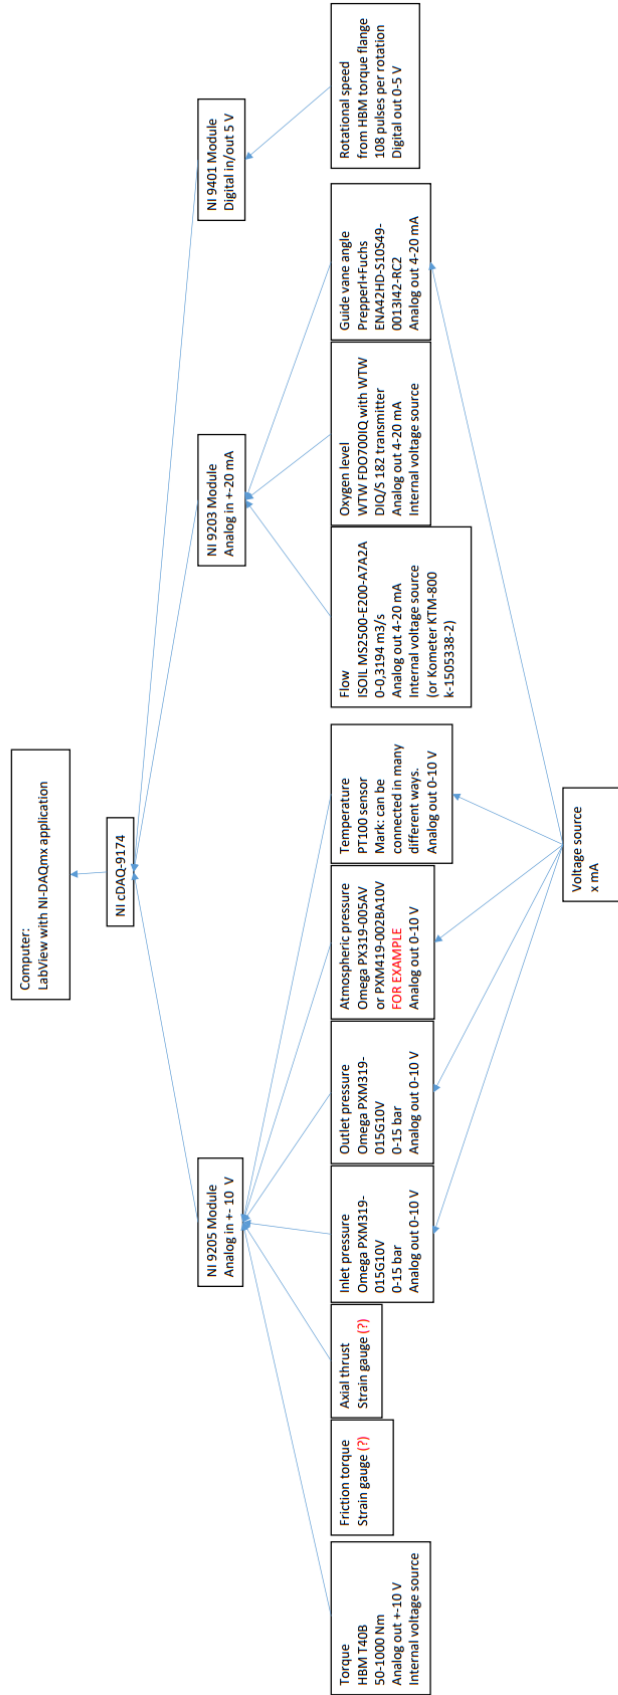 Computer:
LabView with NI-DAQmx application
NI cDAQ-9174
NI 9205 Module
Analog in +- 10 V
NI 9203 Module
Analog in +-20 mA
NI 9401 Module
Digital in/out 5 V
Torque
HBM T40B
50-1000 Nm
Analog out +-10 V
Internal voltage source
Friction torque
Strain gauge (?)
Axial thrust
Strain gauge (?)
Inlet pressure
Omega PXM319-
015G10V
0-15 bar
Analog out 0-10 V
Outlet pressure
Omega PXM319-
015G10V
0-15 bar
Analog out 0-10 V
Atmospheric pressure
Omega PX319-005AV
or PXM419-002BA10V
FOR EXAMPLE
Analog out 0-10 V
Temperature
PT100 sensor
Mark: can be
connected in many
different ways.
Analog out 0-10 V
Flow
ISOIL MS2500-E200-A7A2A
0-0,3194 m3/s
Analog out 4-20 mA
Internal voltage source
(or Kometer KTM-800
k-1505338-2)
Oxygen level
WTW FDO700IQ with WTW
DIQ/S 182 transmitter
Analog out 4-20 mA
Internal voltage source
Guide vane angle
Prepperl+Fuchs
ENA42HD-S10S49-
0013I42-RC2
Analog out 4-20 mA
Rotational speed
from HBM torque flange
108 pulses per rotation
Digital out 0-5 V
Voltage source
x mA